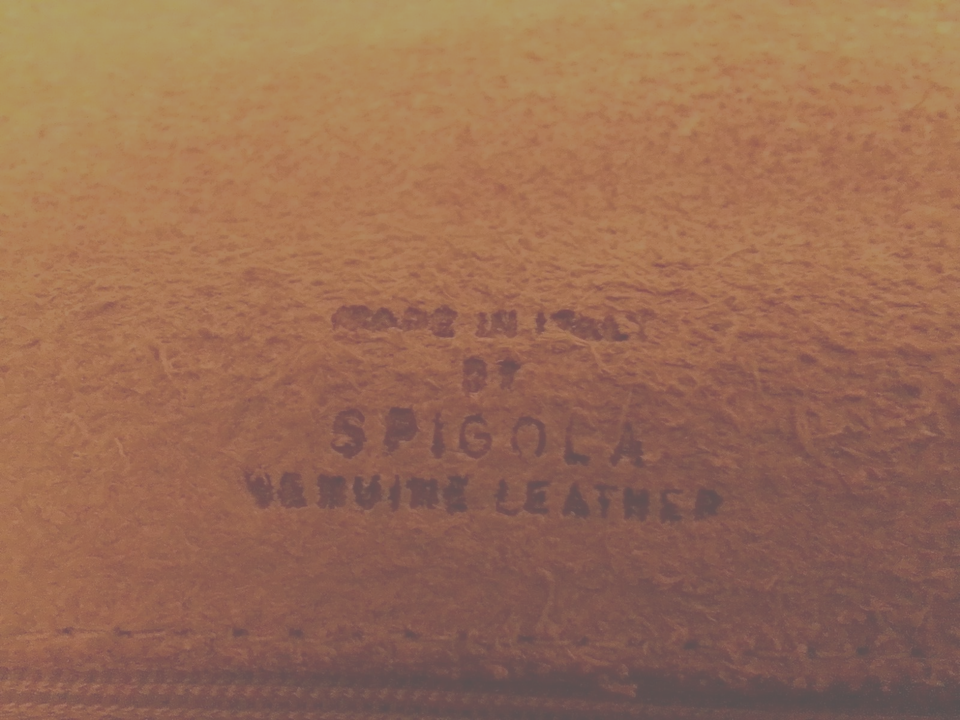 MADE IN ITALY
BY
SPIGOLA
GENUINE LEATHER